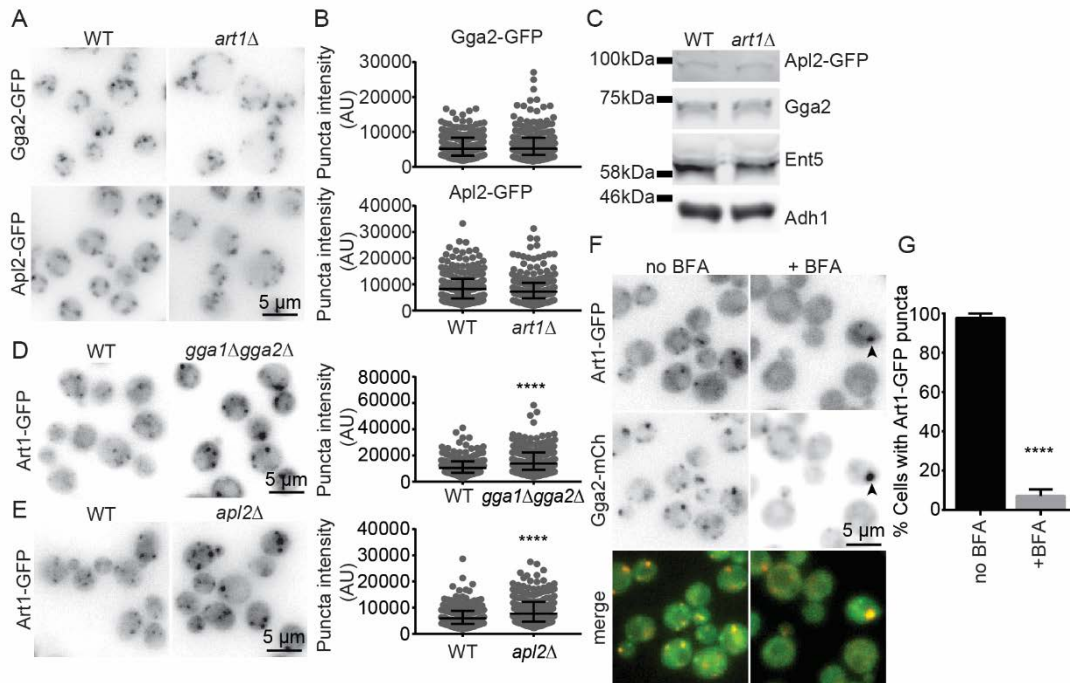 A
WT
art1Δ
Gga2-GFP
Apl2-GFP
5 µm
B
Gga2-GFP
Puncta intensity
(AU)
30000
20000
10000
0
Apl2-GFP
Puncta intensity
(AU)
40000
30000
20000
10000
0
WT
art1Δ
C
WT
art1Δ
100kDa
Apl2-GFP
75kDa
Gga2
Ent5
58kDa
46kDa
Adh1
D
WT
gga1Δgga2Δ
Art1-GFP
5 µm
Puncta intensity
(AU)
80000
60000
40000
20000
0
****
WT
gga1Δgga2Δ
E
WT
apl2Δ
Art1-GFP
5 µm
Puncta intensity
(AU)
40000
30000
20000
10000
0
****
WT
apl2Δ
F
no BFA
+ BFA
Art1-GFP
Gga2-mCh
5 µm
merge
G
% Cells with Art1-GFP puncta
100
80
60
40
20
0
****
no BFA
+BFA